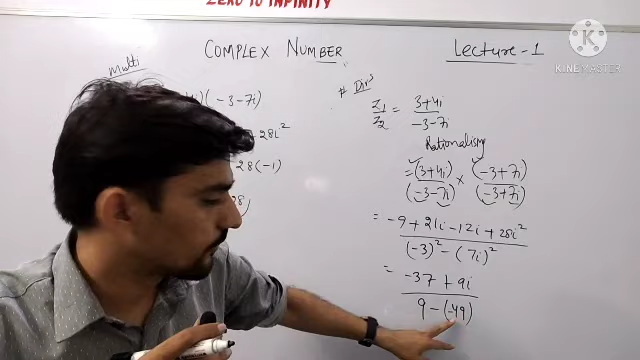 ZERO TO INFINITY
COMPLEX NUMBER
Lecture-1
KINEMASTER
multi
)(-3-7i)
28i²
28(-1)
# Divⁿ
Z₁/Z₂ = (3+4i)/(-3-7i)
Rationalising
= (3+4i)/(-3-7i) × (-3+7i)/(-3+7i)
= (-9+21i-12i+28i²)/((-3)²-(7i)²)
= (-37+9i)/(9-(-49))